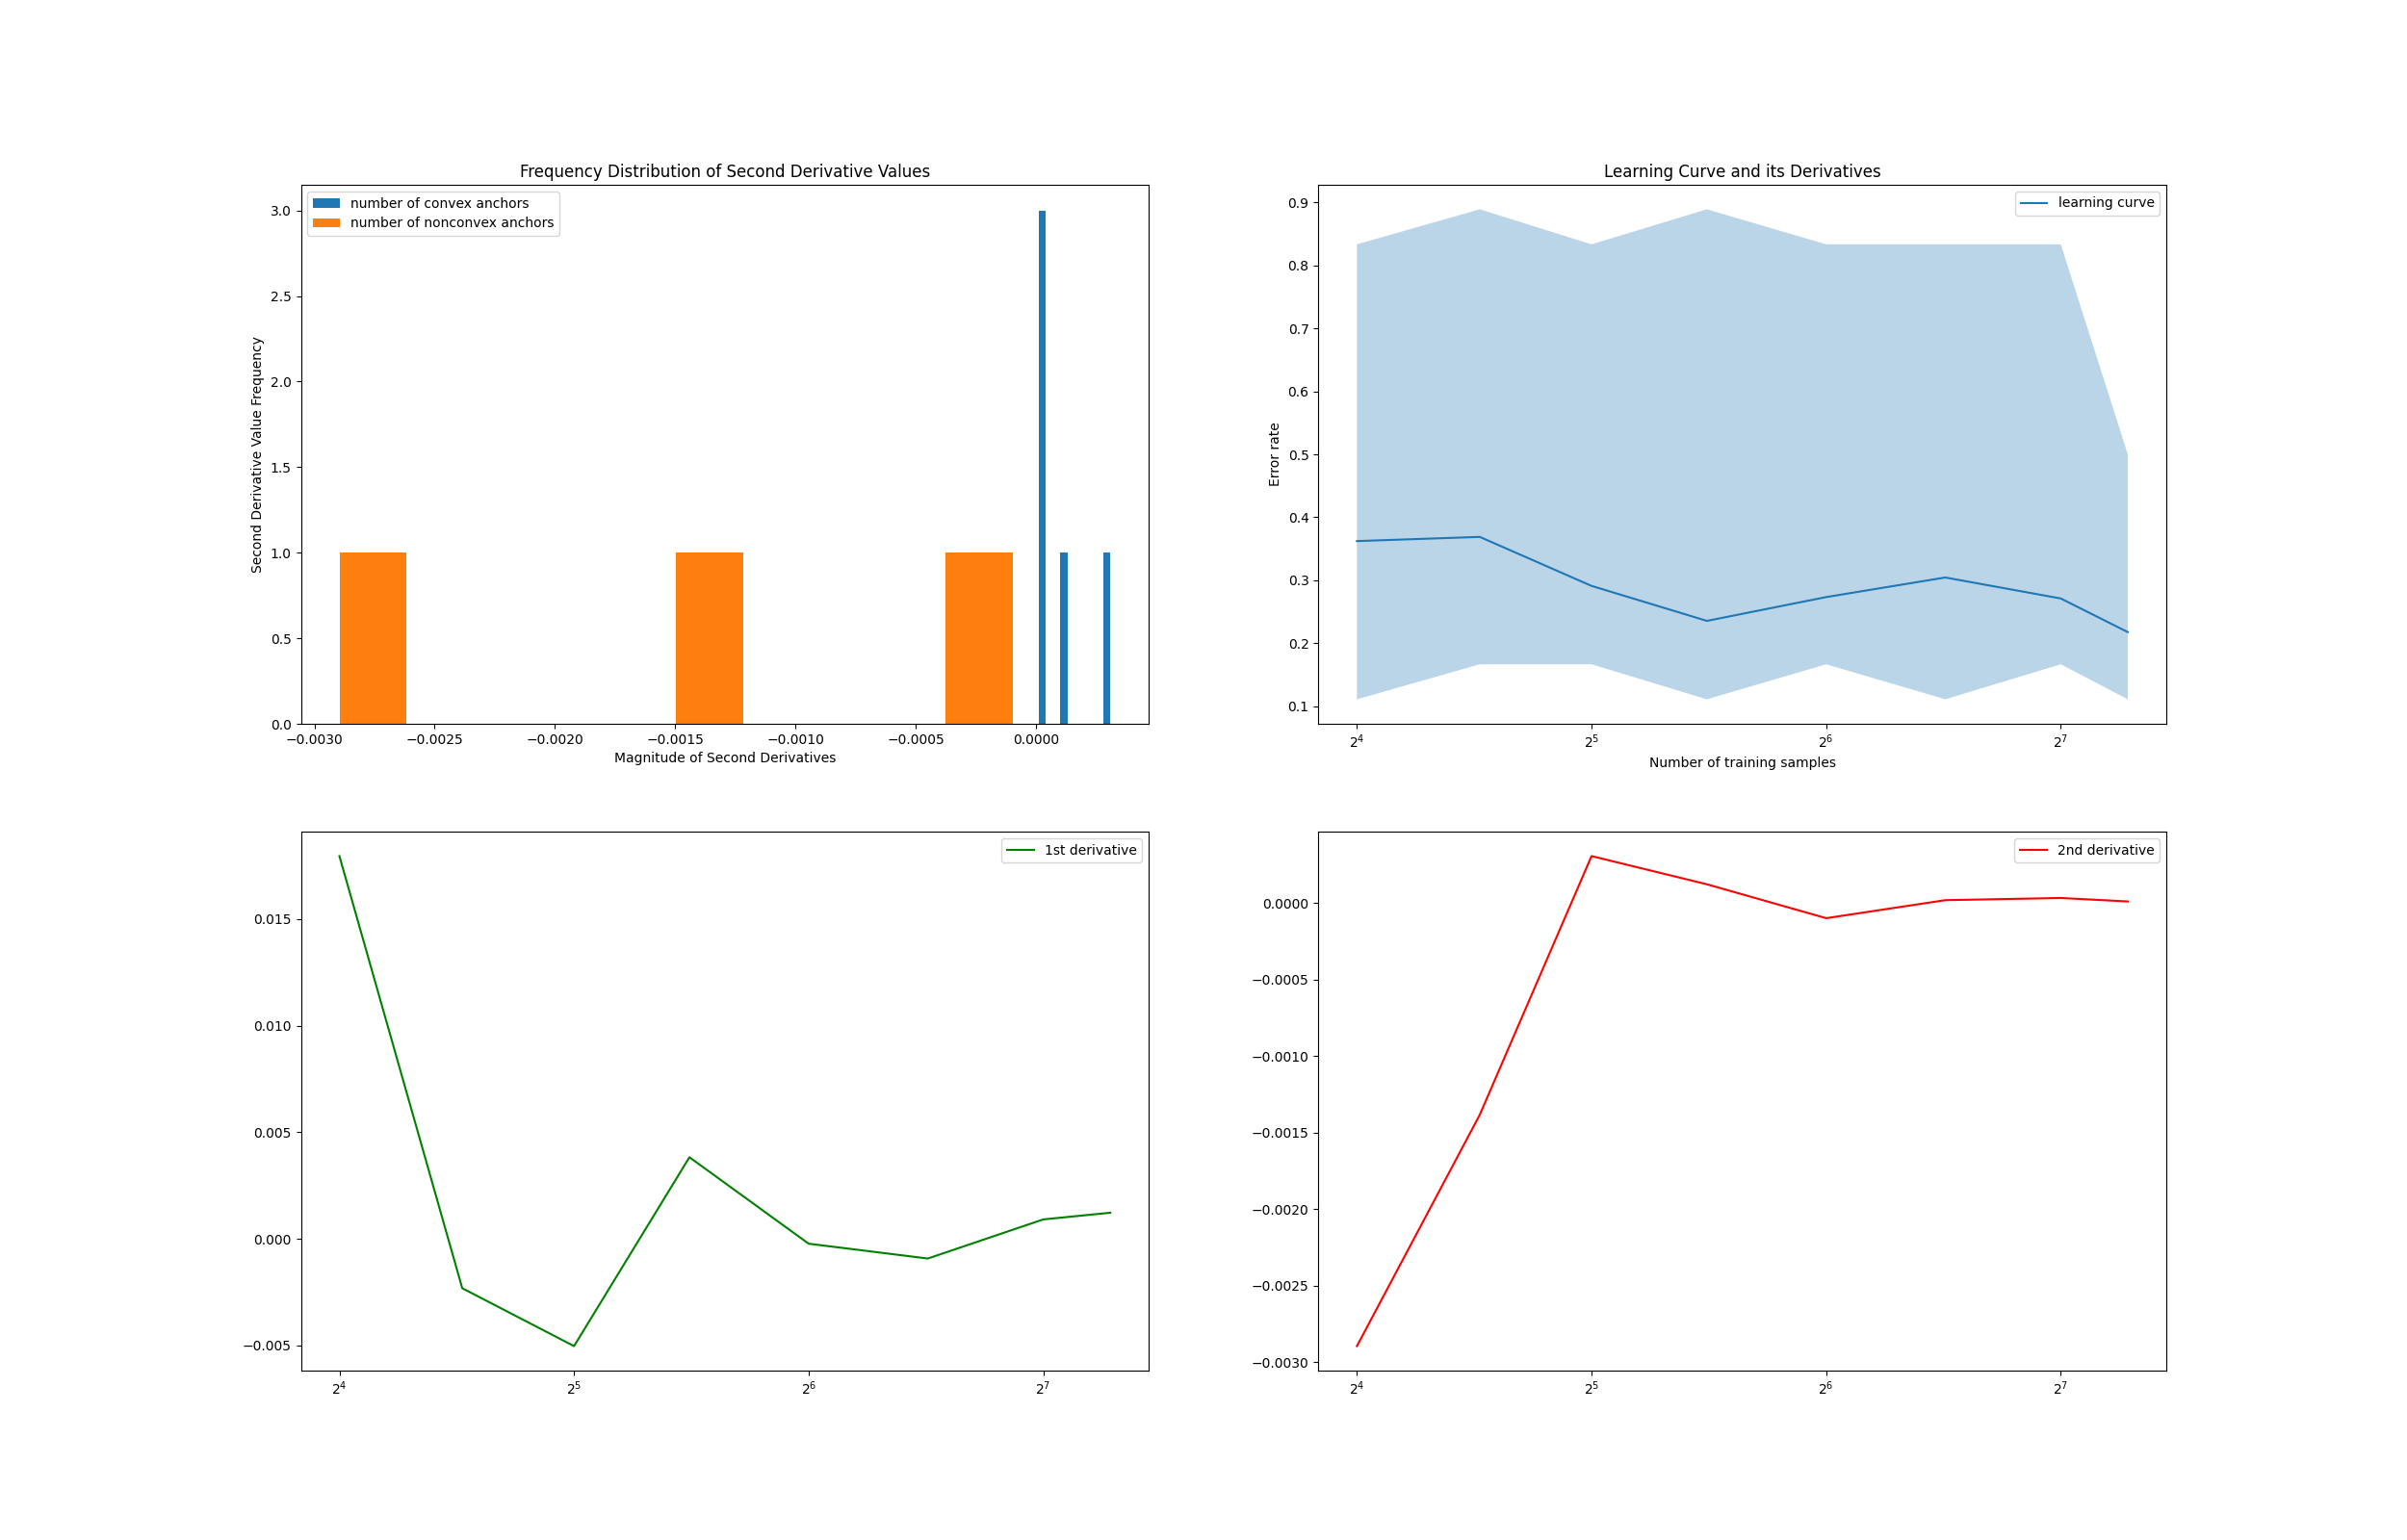 Frequency Distribution of Second Derivative Values
number of convex anchors
number of nonconvex anchors
3.0
2.5
2.0
1.5
1.0
0.5
0.0
Second Derivative Value Frequency
−0.0030 −0.0025 −0.0020 −0.0015 −0.0010 −0.0005 0.0000
Magnitude of Second Derivatives
Learning Curve and its Derivatives
learning curve
0.9
0.8
0.7
0.6
0.5
0.4
0.3
0.2
0.1
Error rate
2⁴ 2⁵ 2⁶ 2⁷
Number of training samples
1st derivative
0.015
0.010
0.005
0.000
−0.005
2⁴ 2⁵ 2⁶ 2⁷
2nd derivative
0.0000
−0.0005
−0.0010
−0.0015
−0.0020
−0.0025
−0.0030
2⁴ 2⁵ 2⁶ 2⁷